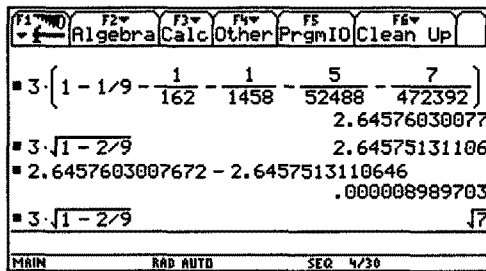 F1 F2 F3 F4 F5 F6
Algebra Calc Other PrgmIO Clean Up
▪ 3·(1 - 1/9 - 1/162 - 1/1458 - 5/52488 - 7/472392)
2.64576030077
▪ 3·√(1 - 2/9) 2.64575131106
▪ 2.6457603007672 - 2.6457513110646
.000008989703
▪ 3·√(1 - 2/9) √7
MAIN RAD AUTO SEQ 4/30